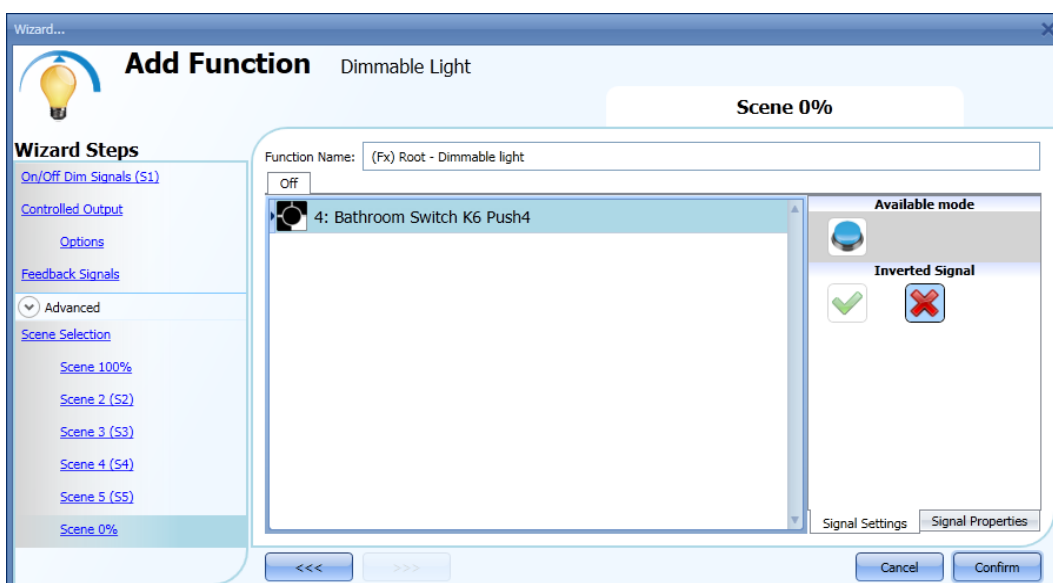 Wizard...
Add Function Dimmable Light
Scene 0%
Wizard Steps
On/Off Dim Signals (S1)
Controlled Output
Options
Feedback Signals
Advanced
Scene Selection
Scene 100%
Scene 2 (S2)
Scene 3 (S3)
Scene 4 (S4)
Scene 5 (S5)
Scene 0%
Function Name: (Fx) Root - Dimmable light
Off
4: Bathroom Switch K6 Push4
Available mode
Inverted Signal
Signal Settings Signal Properties
<<< >>> Cancel Confirm